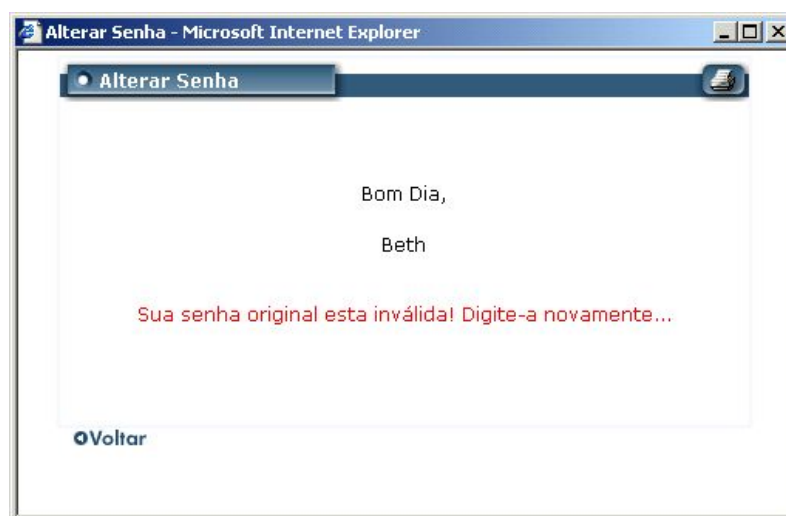 Alterar Senha - Microsoft Internet Explorer
Alterar Senha
Bom Dia,
Beth
Sua senha original esta inválida! Digite-a novamente...
Voltar